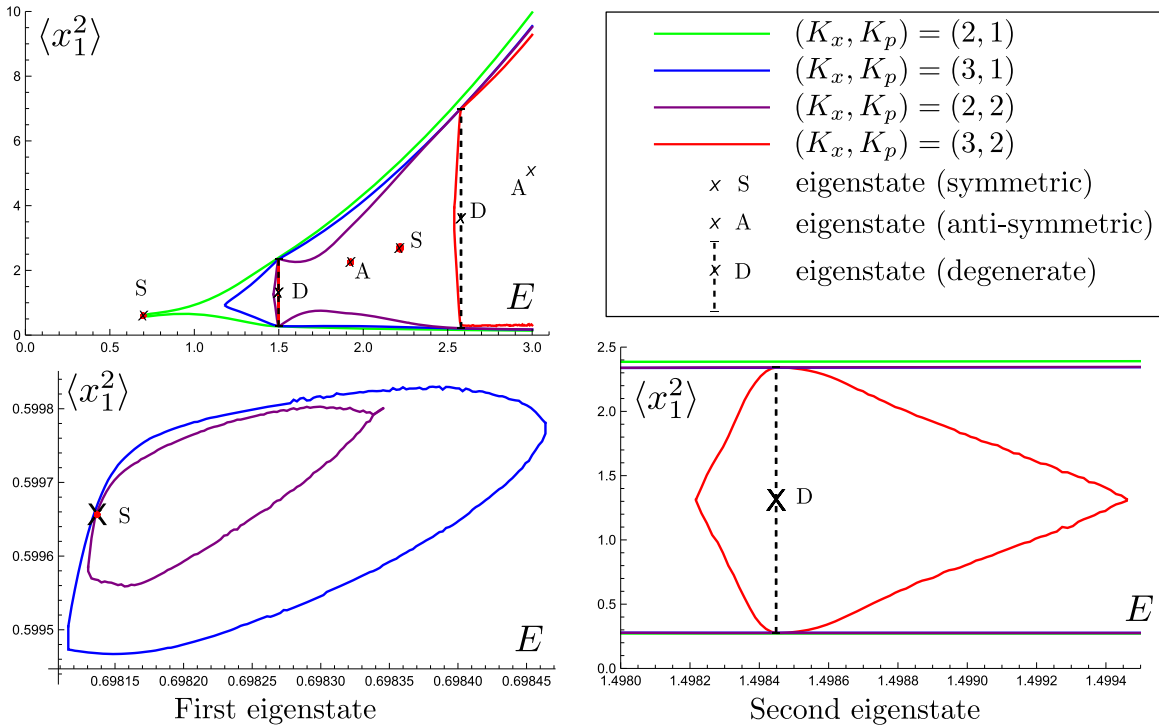 10
8
6
4
2
0
⟨x₁²⟩
S
D
A
S
D
A
E
0.0 0.5 1.0 1.5 2.0 2.5 3.0
(Kₓ, Kₚ) = (2, 1)
(Kₓ, Kₚ) = (3, 1)
(Kₓ, Kₚ) = (2, 2)
(Kₓ, Kₚ) = (3, 2)
S eigenstate (symmetric)
A eigenstate (anti-symmetric)
D eigenstate (degenerate)
⟨x₁²⟩
0.5998
0.5997
0.5996
0.5995
S
E
0.69815 0.69820 0.69825 0.69830 0.69835 0.69840 0.69845
First eigenstate
2.5
2.0
1.5
1.0
0.5
0.0
⟨x₁²⟩
D
E
1.4980 1.4982 1.4984 1.4986 1.4988 1.4990 1.4992 1.4994
Second eigenstate